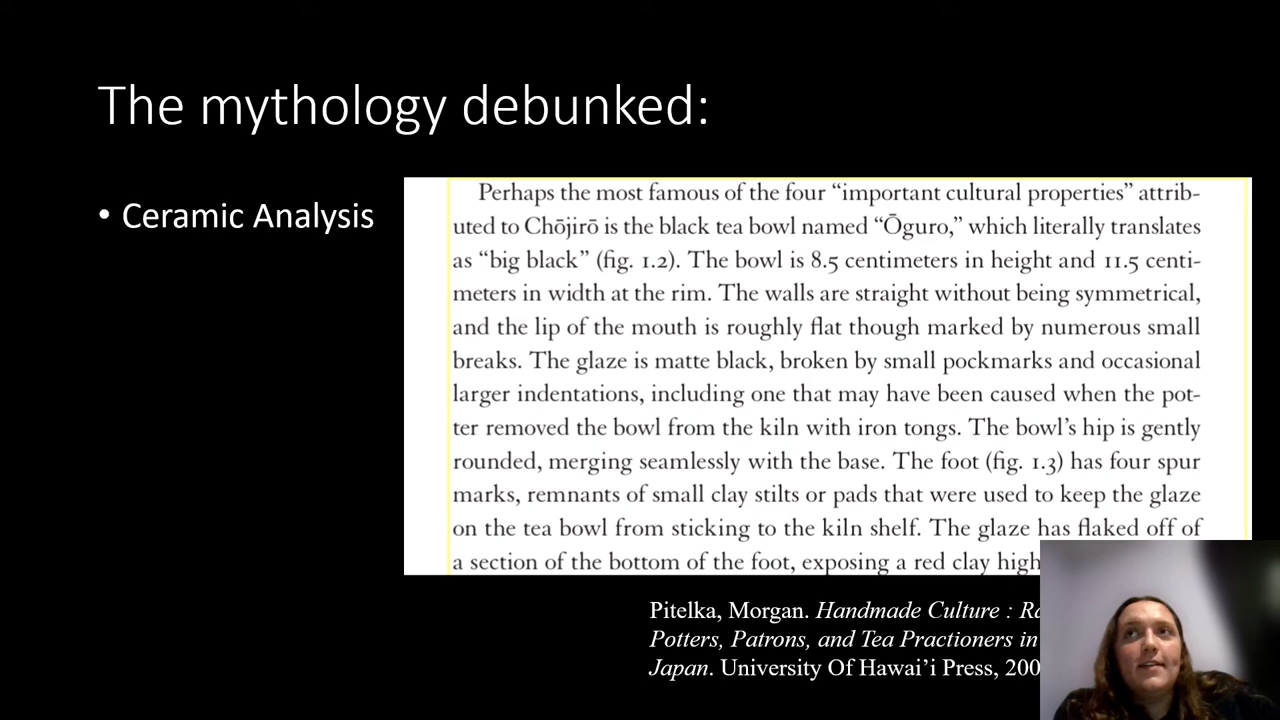 The mythology debunked:
• Ceramic Analysis
Perhaps the most famous of the four “important cultural properties” attrib-
uted to Chōjirō is the black tea bowl named “Ōguro,” which literally translates
as “big black” (fig. 1.2). The bowl is 8.5 centimeters in height and 11.5 centi-
meters in width at the rim. The walls are straight without being symmetrical,
and the lip of the mouth is roughly flat though marked by numerous small
breaks. The glaze is matte black, broken by small pockmarks and occasional
larger indentations, including one that may have been caused when the pot-
ter removed the bowl from the kiln with iron tongs. The bowl’s hip is gently
rounded, merging seamlessly with the base. The foot (fig. 1.3) has four spur
marks, remnants of small clay stilts or pads that were used to keep the glaze
on the tea bowl from sticking to the kiln shelf. The glaze has flaked off of
a section of the bottom of the foot, exposing a red clay high
Pitelka, Morgan. Handmade Culture :
Potters, Patrons, and Tea Practioners in
Japan. University Of Hawai’i Press,